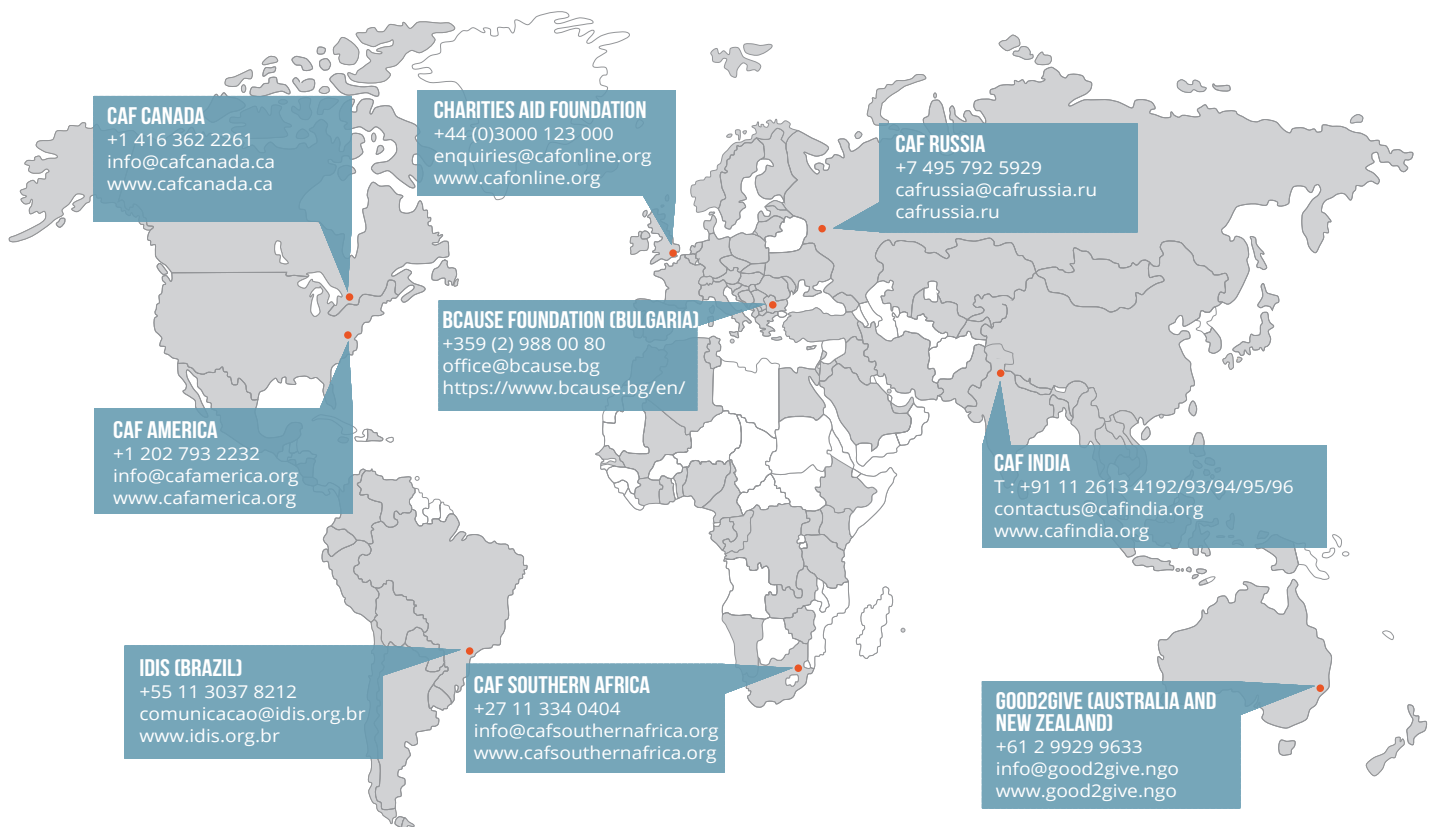 CAF CANADA
+1 416 362 2261
info@cafcanada.ca
www.cafcanada.ca
CHARITIES AID FOUNDATION
+44 (0)3000 123 000
enquiries@cafonline.org
www.cafonline.org
CAF RUSSIA
+7 495 792 5929
cafrussia@cafrussia.ru
cafrussia.ru
BCAUSE FOUNDATION (BULGARIA)
+359 (2) 988 00 80
office@bcause.bg
https://www.bcause.bg/en/
CAF AMERICA
+1 202 793 2232
info@cafamerica.org
www.cafamerica.org
CAF INDIA
T : +91 11 2613 4192/93/94/95/96
contactus@cafindia.org
www.cafindia.org
IDIS (BRAZIL)
+55 11 3037 8212
comunicacao@idis.org.br
www.idis.org.br
CAF SOUTHERN AFRICA
+27 11 334 0404
info@cafsouthernafrica.org
www.cafsouthernafrica.org
GOOD2GIVE (AUSTRALIA AND
NEW ZEALAND)
+61 2 9929 9633
info@good2give.ngo
www.good2give.ngo